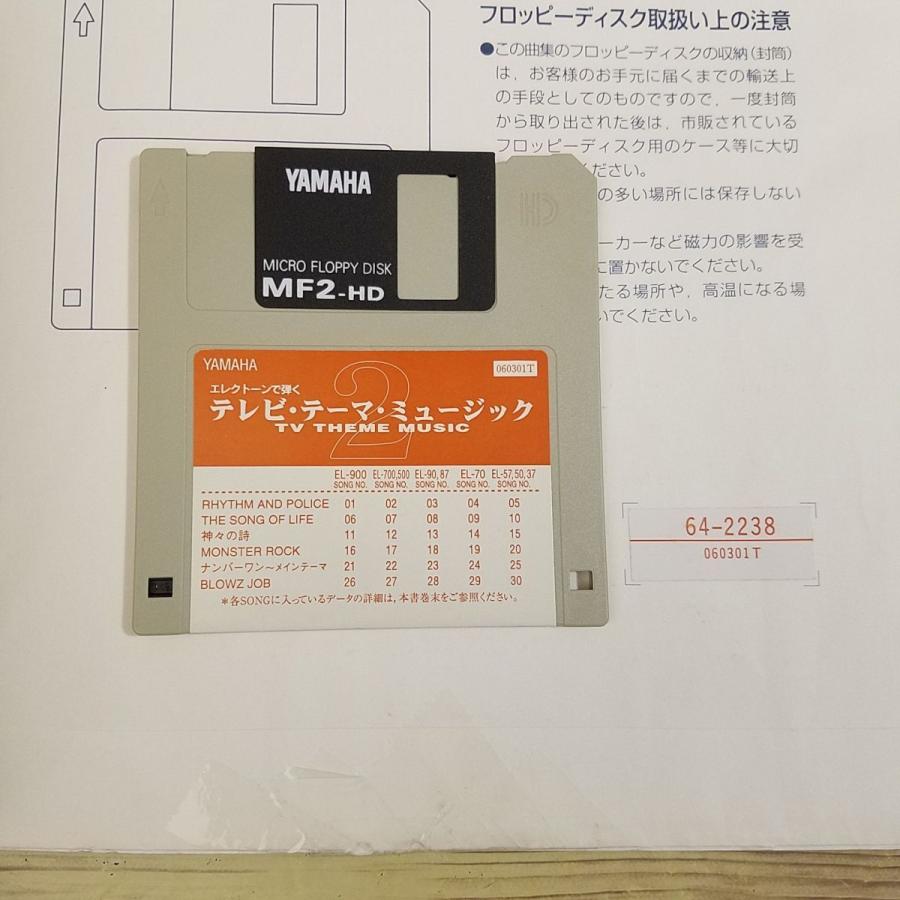 フロッピーディスク取扱い上の注意
●この曲集のフロッピーディスクの収納(封筒)
は，お客様のお手元に届くまでの輸送上
の手段としてのものですので，一度封筒
から取り出された後は，市販されている
フロッピーディスク用のケース等に大切
ださい。
の多い場所には保存しない
ーカーなど磁力の影響を受
に置かないでください。
たる場所や，高温になる場
いでください。
YAMAHA
MICRO FLOPPY DISK
MF2-HD
HD
YAMAHA
060301T
エレクトーンで弾く
2
テレビ・テーマ・ミュージック
TV THEME MUSIC
EL-900 EL-700,500 EL-90, 87 EL-70 EL-57, 50, 37
SONG NO. SONG NO. SONG NO. SONG NO. SONG NO.
RHYTHM AND POLICE 01 02 03 04 05
THE SONG OF LIFE 06 07 08 09 10
神々の詩 11 12 13 14 15
MONSTER ROCK 16 17 18 19 20
ナンバーワン〜メインテーマ 21 22 23 24 25
BLOWZ JOB 26 27 28 29 30
＊各SONGに入っているデータの詳細は，本書巻末をご参照ください。
64-2238
060301T